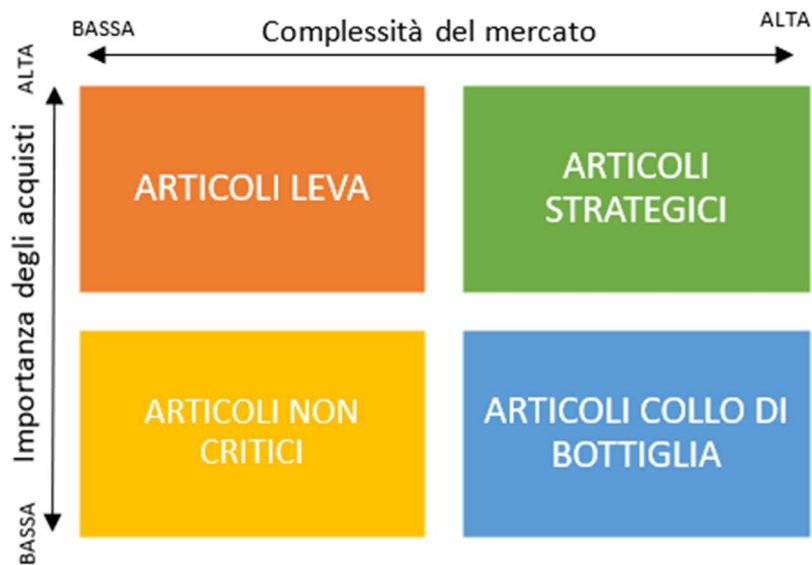 BASSA
Complessità del mercato
ALTA
ALTA
Importanza degli acquisti
BASSA
ARTICOLI LEVA
ARTICOLI
STRATEGICI
ARTICOLI NON
CRITICI
ARTICOLI COLLO DI
BOTTIGLIA